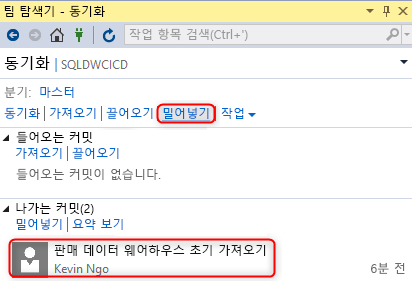 팀 탐색기 - 동기화
작업 항목 검색(Ctrl+')
동기화 | SQLDWCICD
분기: 마스터
동기화 | 가져오기 | 끌어오기 | 밀어넣기 | 작업
들어오는 커밋
가져오기 | 끌어오기
들어오는 커밋이 없습니다.
나가는 커밋(2)
밀어넣기 | 요약 보기
판매 데이터 웨어하우스 초기 가져오기
Kevin Ngo 6분 전